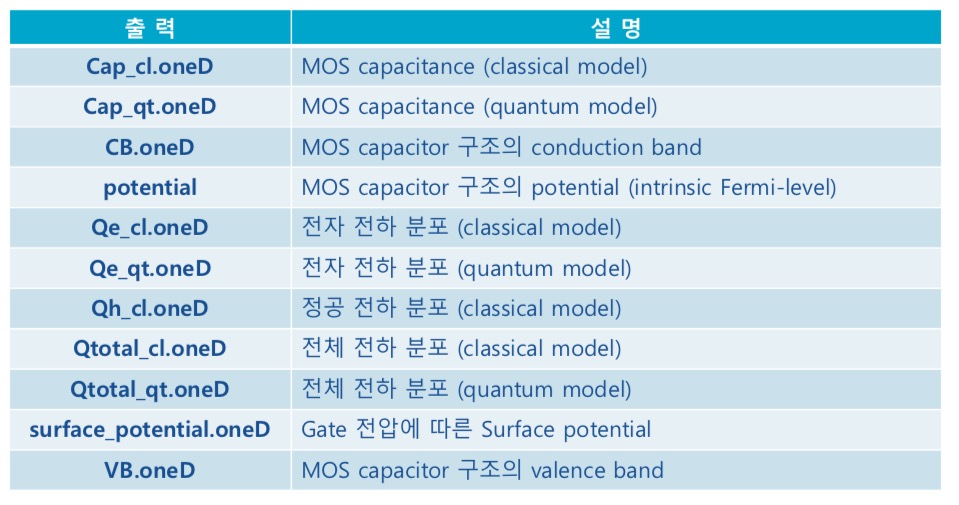 출 력 설 명
Cap_cl.oneD MOS capacitance (classical model)
Cap_qt.oneD MOS capacitance (quantum model)
CB.oneD MOS capacitor 구조의 conduction band
potential MOS capacitor 구조의 potential (intrinsic Fermi-level)
Qe_cl.oneD 전자 전하 분포 (classical model)
Qe_qt.oneD 전자 전하 분포 (quantum model)
Qh_cl.oneD 정공 전하 분포 (classical model)
Qtotal_cl.oneD 전체 전하 분포 (classical model)
Qtotal_qt.oneD 전체 전하 분포 (quantum model)
surface_potential.oneD Gate 전압에 따른 Surface potential
VB.oneD MOS capacitor 구조의 valence band